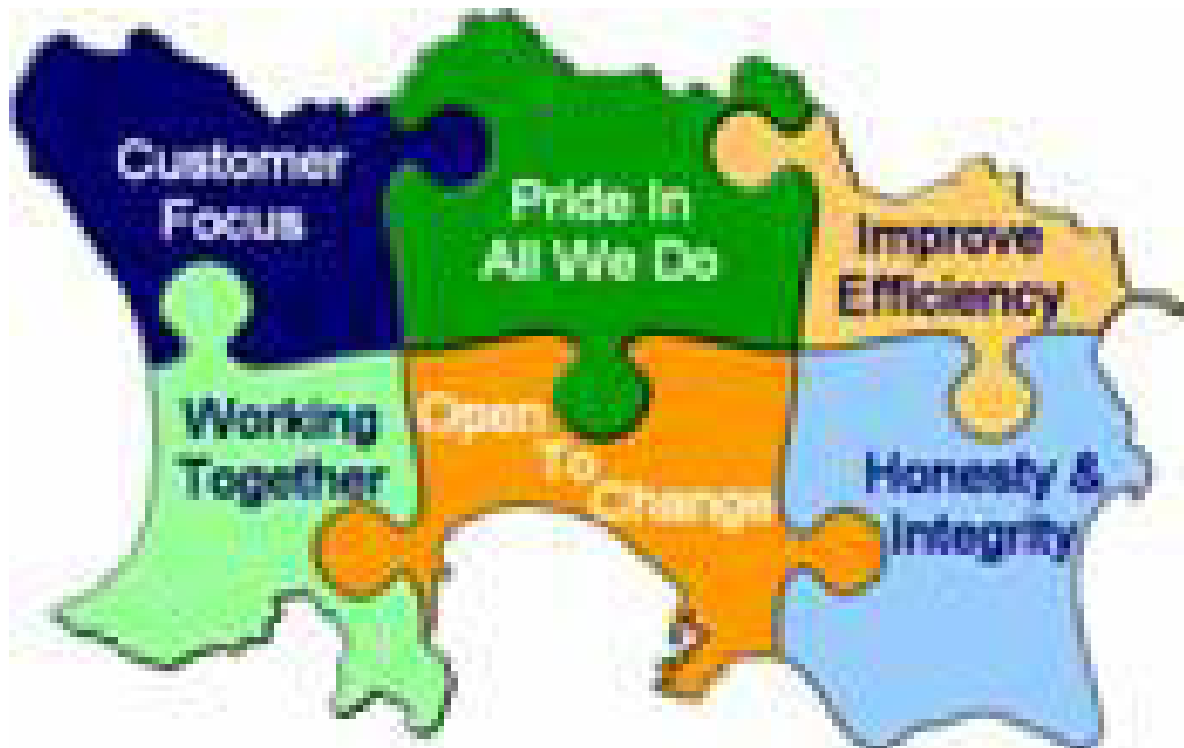 Customer
Focus
Pride In
All We Do
Improve
Efficiency
Working
Together
Open
To
Change
Honesty &
Integrity